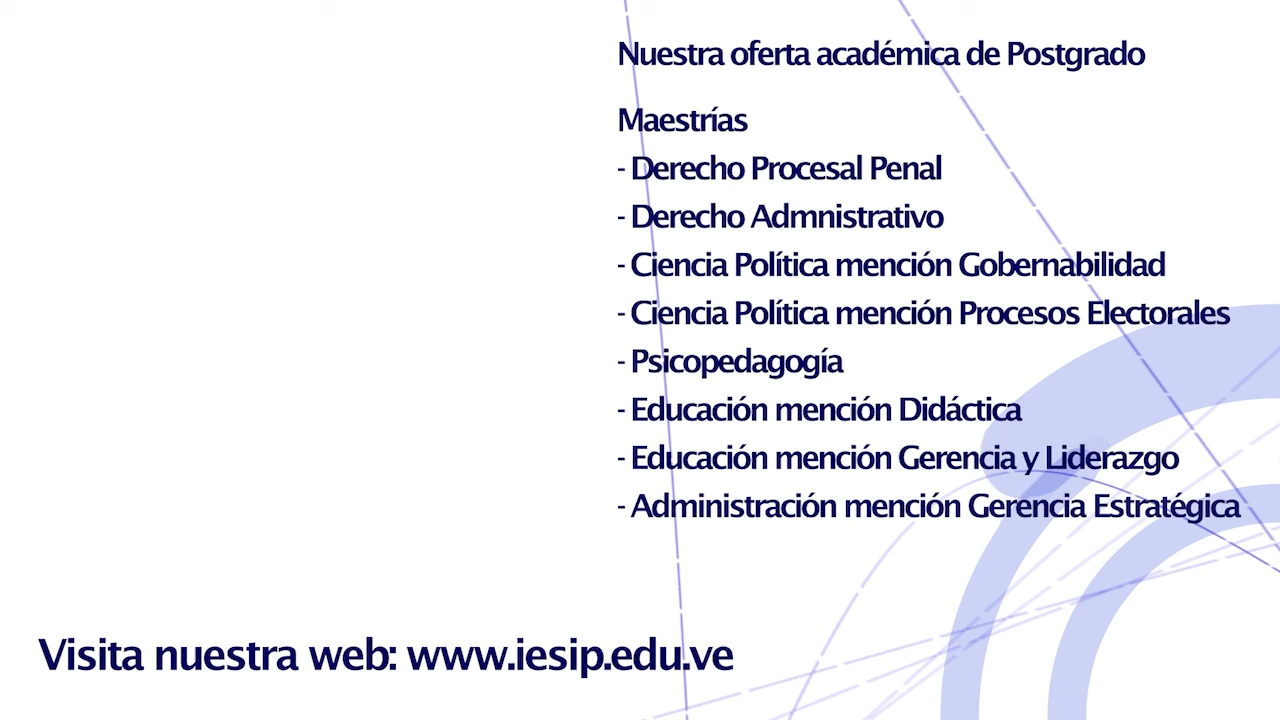 Nuestra oferta académica de Postgrado
Maestrías
- Derecho Procesal Penal
- Derecho Admnistrativo
- Ciencia Política mención Gobernabilidad
- Ciencia Política mención Procesos Electorales
- Psicopedagogía
- Educación mención Didáctica
- Educación mención Gerencia y Liderazgo
- Administración mención Gerencia Estratégica
Visita nuestra web: www.iesip.edu.ve